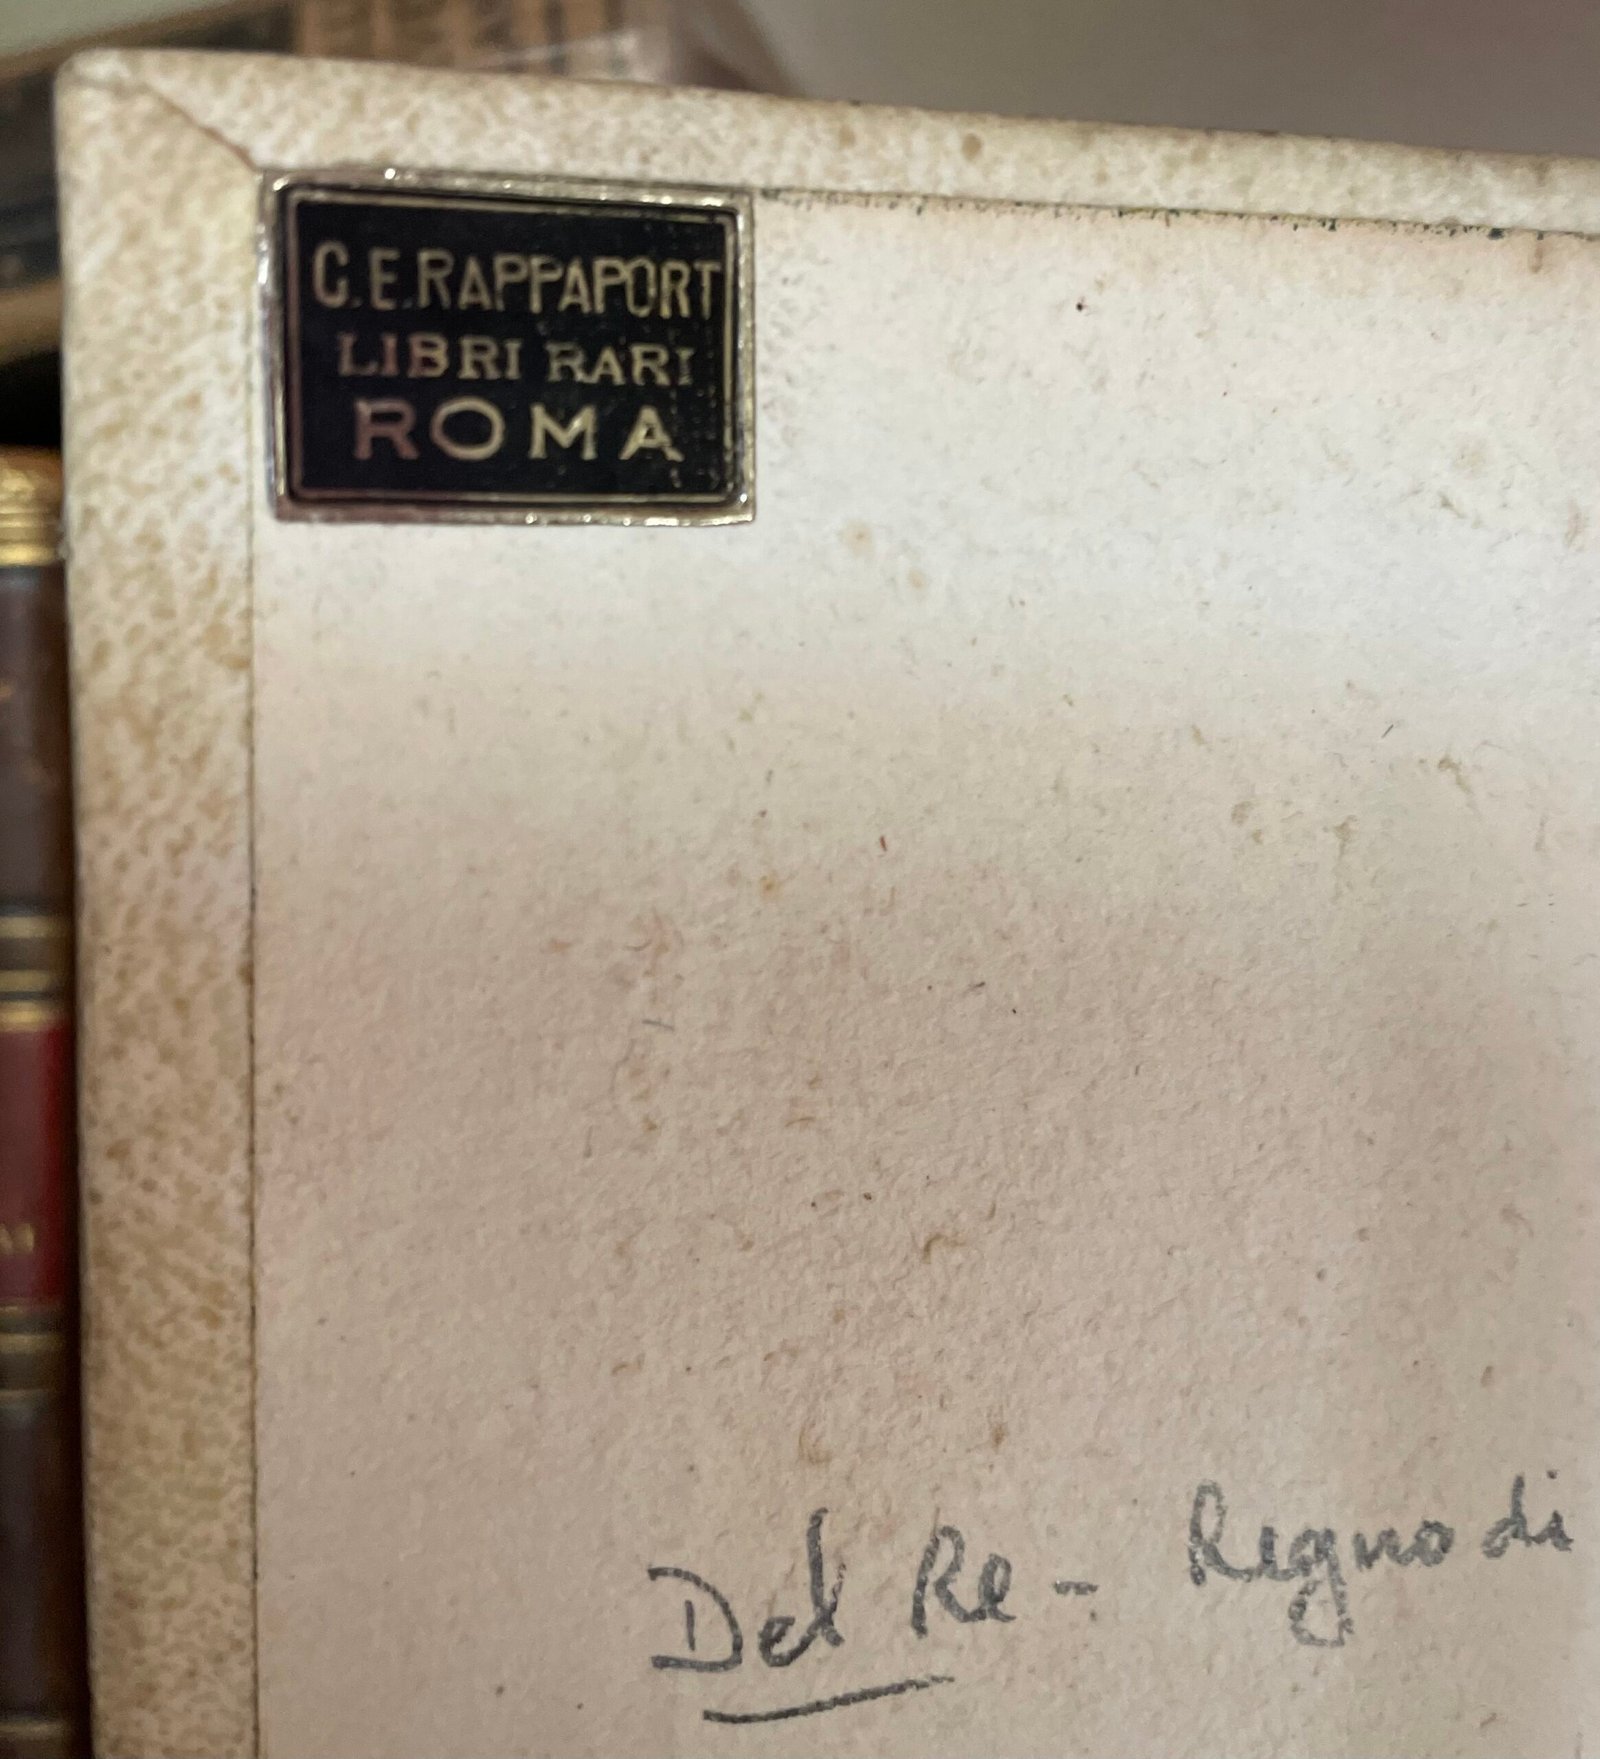 C.E.RAPPAPORT
LIBRI RARI
ROMA
Del Re - Regno di